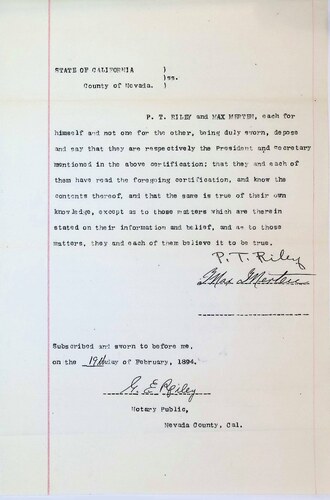 STATE OF CALIFORNIA )
)ss.
County of Nevada. )
P. T. RILEY and MAX MERTEN, each for
himself and not one for the other, being duly sworn, depose
and say that they are respectively the President and Secretary
mentioned in the above certification; that they and each of
them have read the foregoing certification, and know the
contents thereof, and that the same is true of their own
knowledge, except as to those matters which are therein
stated on their information and belief, and as to those
matters, they and each of them believe it to be true.
P. T. Riley
Max Merten
Subscribed and sworn to before me,
on the 19th day of February, 1894.
G. E. Reiley
Notary Public,
Nevada County, Cal.